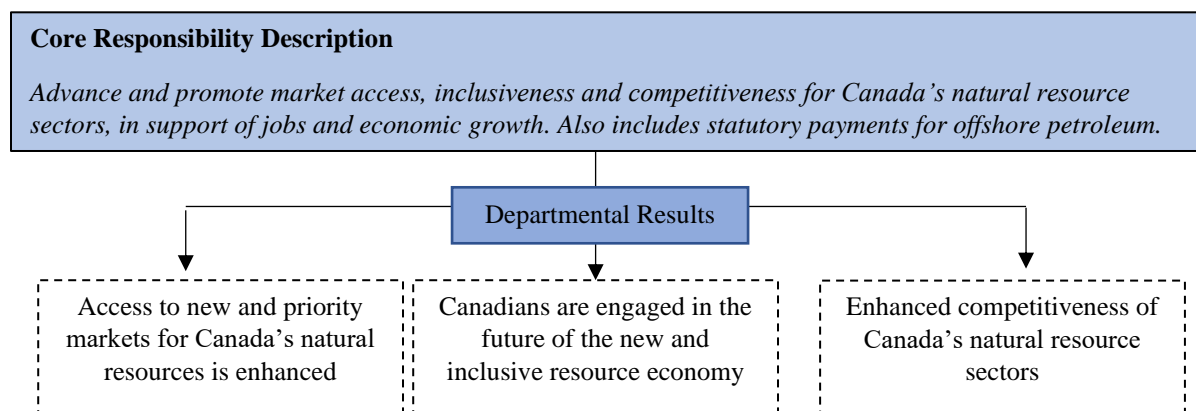 Core Responsibility Description
Advance and promote market access, inclusiveness and competitiveness for Canada’s natural resource
sectors, in support of jobs and economic growth. Also includes statutory payments for offshore petroleum.
Departmental Results
Access to new and priority
markets for Canada’s natural
resources is enhanced
Canadians are engaged in the
future of the new and
inclusive resource economy
Enhanced competitiveness of
Canada’s natural resource
sectors